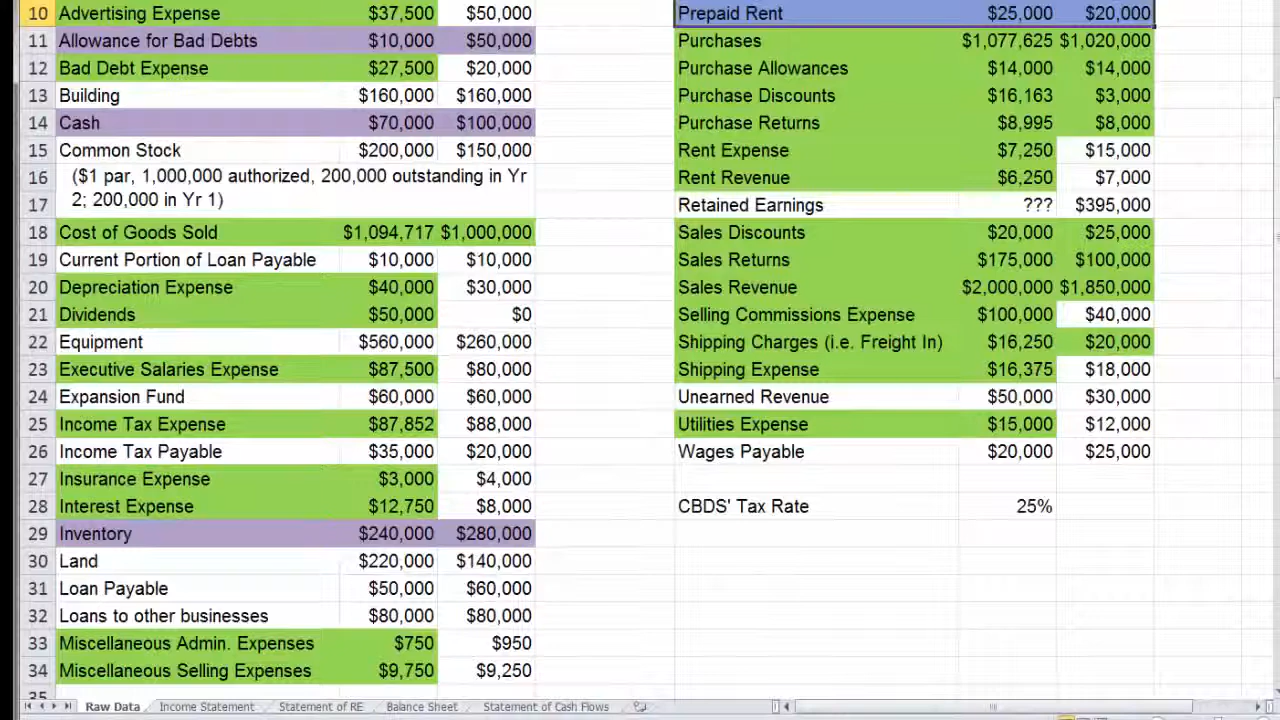 10 Advertising Expense $37,500 $50,000 Prepaid Rent $25,000 $20,000
11 Allowance for Bad Debts $10,000 $50,000 Purchases $1,077,625 $1,020,000
12 Bad Debt Expense $27,500 $20,000 Purchase Allowances $14,000 $14,000
13 Building $160,000 $160,000 Purchase Discounts $16,163 $3,000
14 Cash $70,000 $100,000 Purchase Returns $8,995 $8,000
15 Common Stock $200,000 $150,000 Rent Expense $7,250 $15,000
16 ($1 par, 1,000,000 authorized, 200,000 outstanding in Yr Rent Revenue $6,250 $7,000
17 2; 200,000 in Yr 1) Retained Earnings ??? $395,000
18 Cost of Goods Sold $1,094,717 $1,000,000 Sales Discounts $20,000 $25,000
19 Current Portion of Loan Payable $10,000 $10,000 Sales Returns $175,000 $100,000
20 Depreciation Expense $40,000 $30,000 Sales Revenue $2,000,000 $1,850,000
21 Dividends $50,000 $0 Selling Commissions Expense $100,000 $40,000
22 Equipment $560,000 $260,000 Shipping Charges (i.e. Freight In) $16,250 $20,000
23 Executive Salaries Expense $87,500 $80,000 Shipping Expense $16,375 $18,000
24 Expansion Fund $60,000 $60,000 Unearned Revenue $50,000 $30,000
25 Income Tax Expense $87,852 $88,000 Utilities Expense $15,000 $12,000
26 Income Tax Payable $35,000 $20,000 Wages Payable $20,000 $25,000
27 Insurance Expense $3,000 $4,000
28 Interest Expense $12,750 $8,000 CBDS' Tax Rate 25%
29 Inventory $240,000 $280,000
30 Land $220,000 $140,000
31 Loan Payable $50,000 $60,000
32 Loans to other businesses $80,000 $80,000
33 Miscellaneous Admin. Expenses $750 $950
34 Miscellaneous Selling Expenses $9,750 $9,250
35
Raw Data Income Statement Statement of RE Balance Sheet Statement of Cash Flows